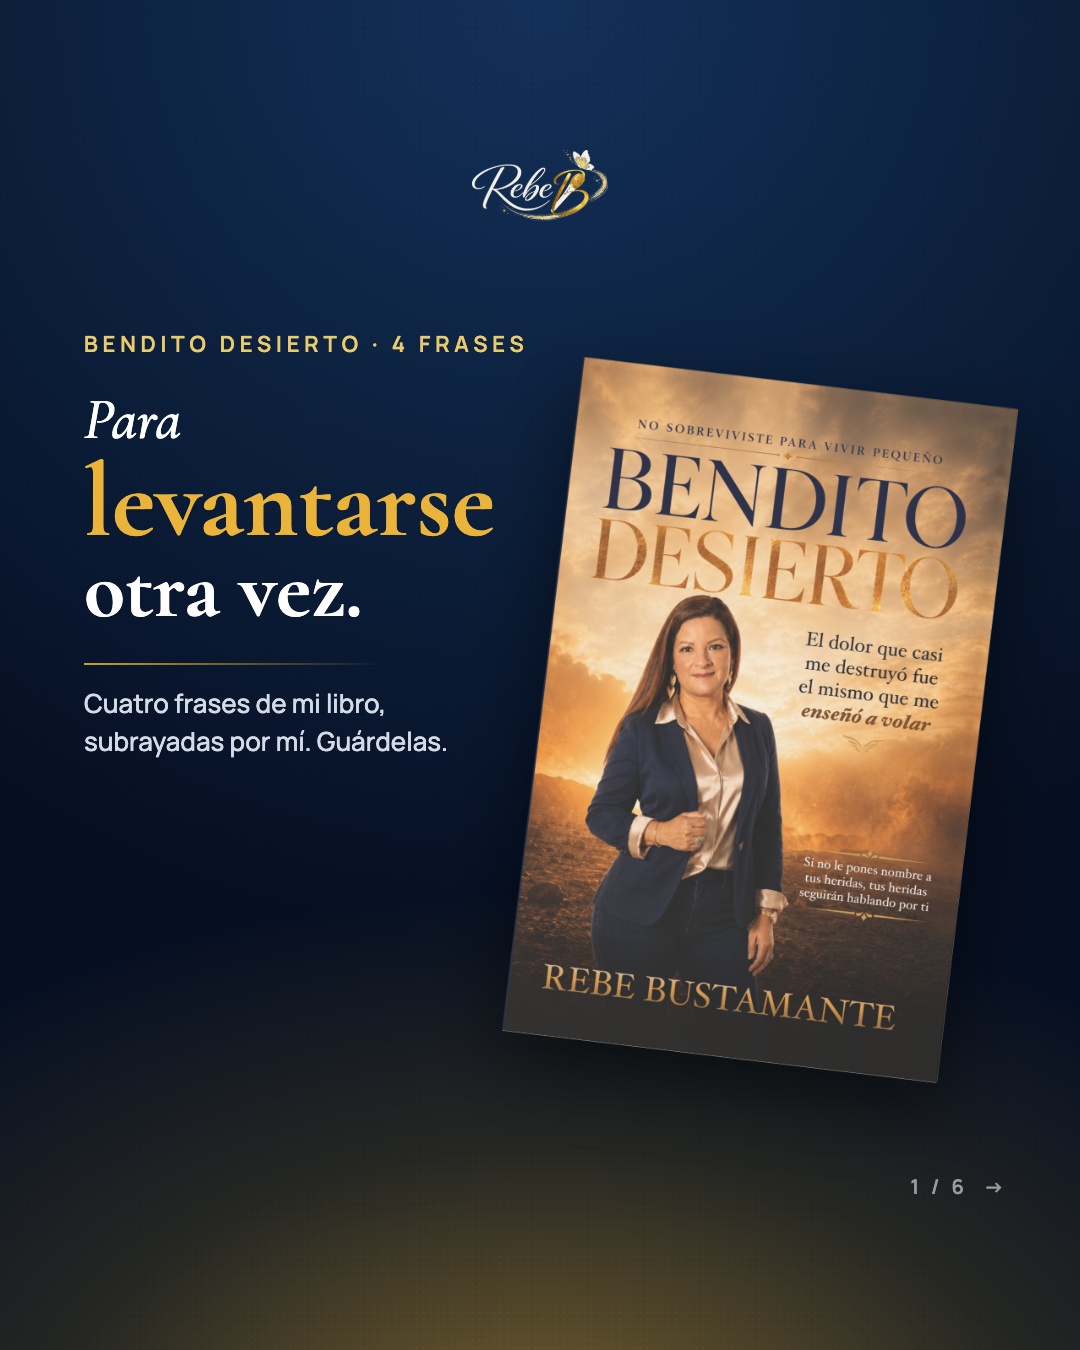 Rebe B
BENDITO DESIERTO · 4 FRASES
Para
levantarse
otra vez.
Cuatro frases de mi libro,
subrayadas por mí. Guárdelas.
NO SOBREVIVISTE PARA VIVIR PEQUEÑO
BENDITO
DESIERTO
El dolor que casi
me destruyó fue
el mismo que me
enseñó a volar
Si no le pones nombre a
tus heridas, tus heridas
seguirán hablando por ti
REBE BUSTAMANTE
1 / 6 →